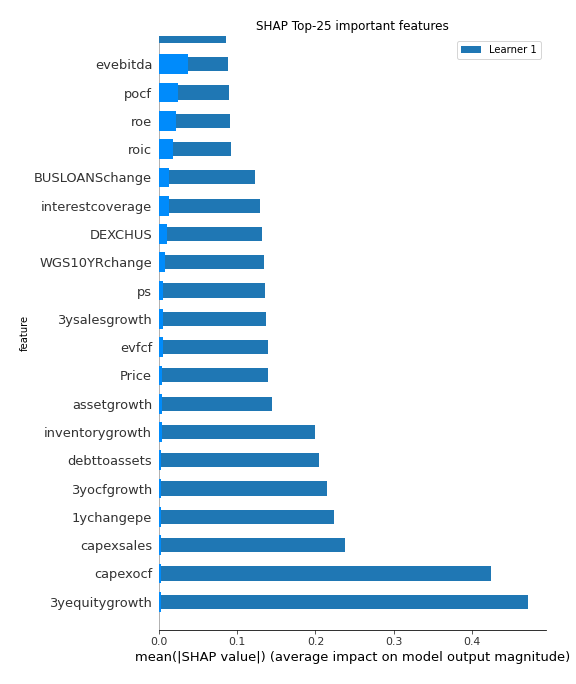 SHAP Top-25 important features
Learner 1
evebitda
pocf
roe
roic
BUSLOANSchange
interestcoverage
DEXCHUS
WGS10YRchange
ps
3ysalesgrowth
evfcf
Price
assetgrowth
inventorygrowth
debttoassets
3yocfgrowth
1ychangepe
capexsales
capexocf
3yequitygrowth
feature
0.0 0.1 0.2 0.3 0.4
mean(|SHAP value|) (average impact on model output magnitude)